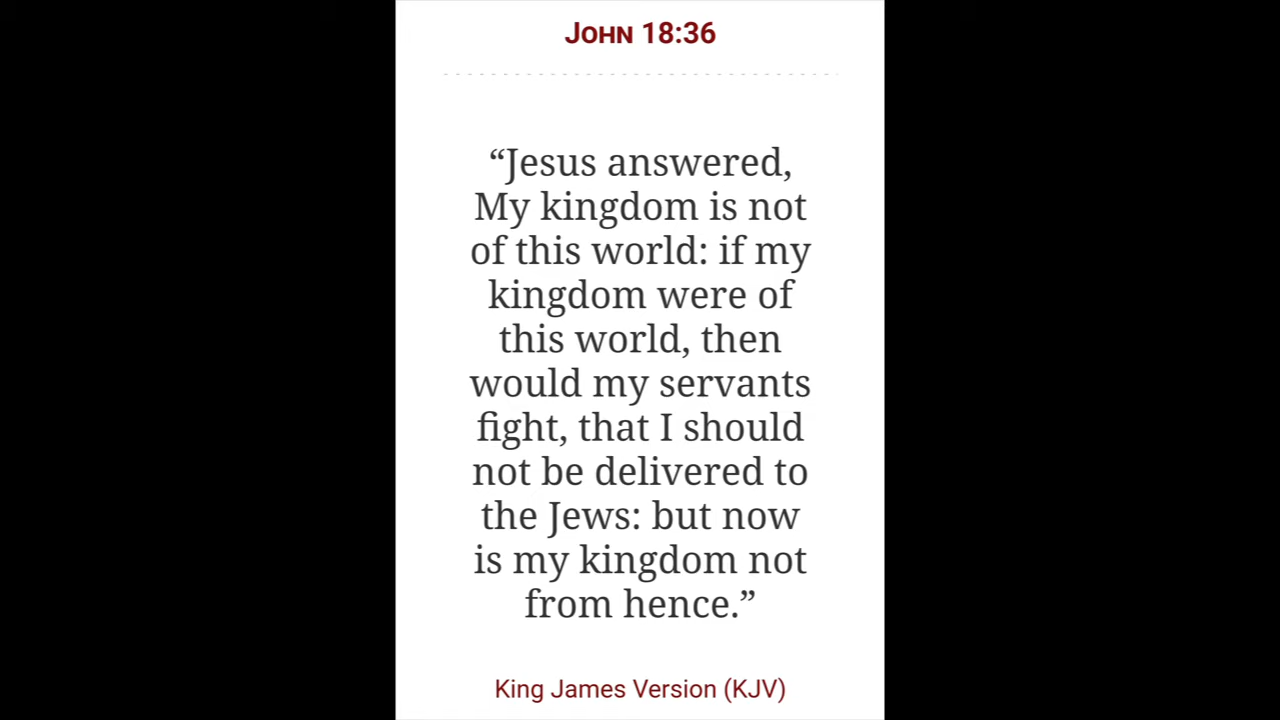 John 18:36
“Jesus answered,
My kingdom is not
of this world: if my
kingdom were of
this world, then
would my servants
fight, that I should
not be delivered to
the Jews: but now
is my kingdom not
from hence.”
King James Version (KJV)